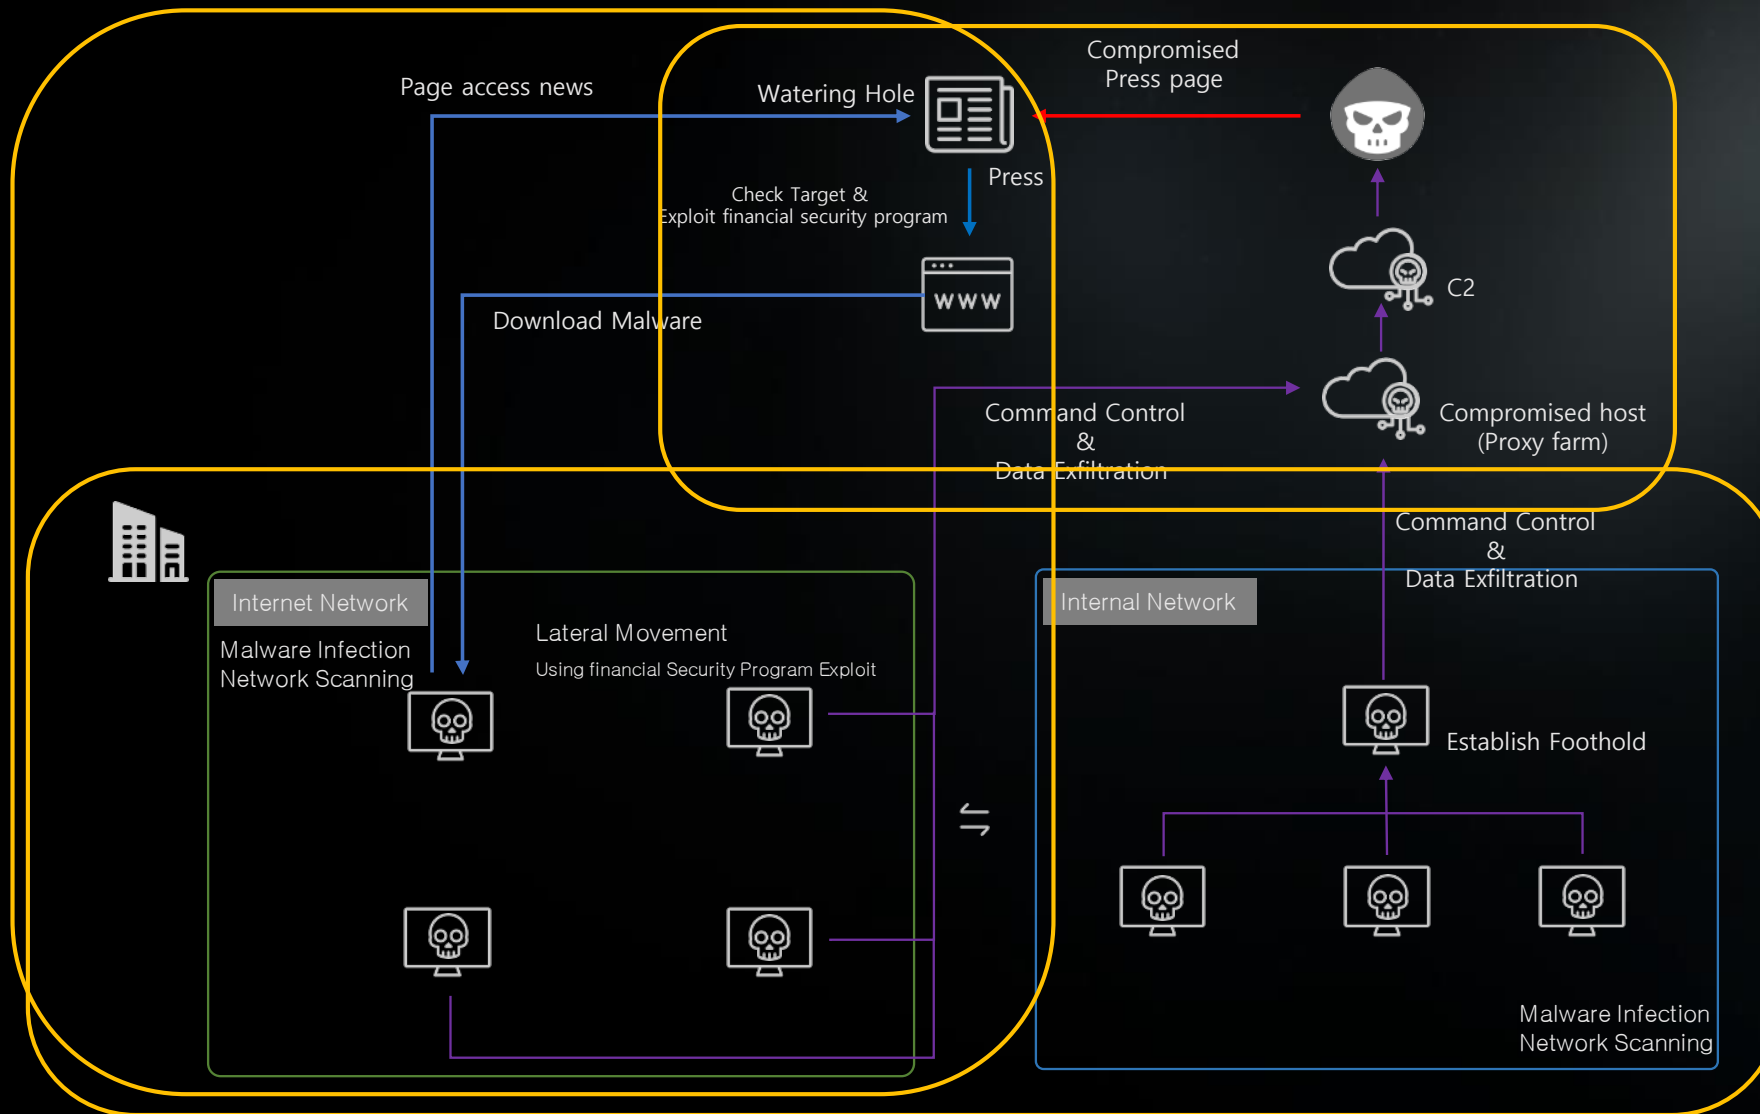 Compromised
Press page
Page access news
Watering Hole
Press
Check Target &
Exploit financial security program
WWW
C2
Download Malware
Command Control
&
Data Exfiltration
Compromised host
(Proxy farm)
Command Control
&
Data Exfiltration
Internet Network
Malware Infection
Network Scanning
Lateral Movement
Using financial Security Program Exploit
Internal Network
Establish Foothold
Malware Infection
Network Scanning